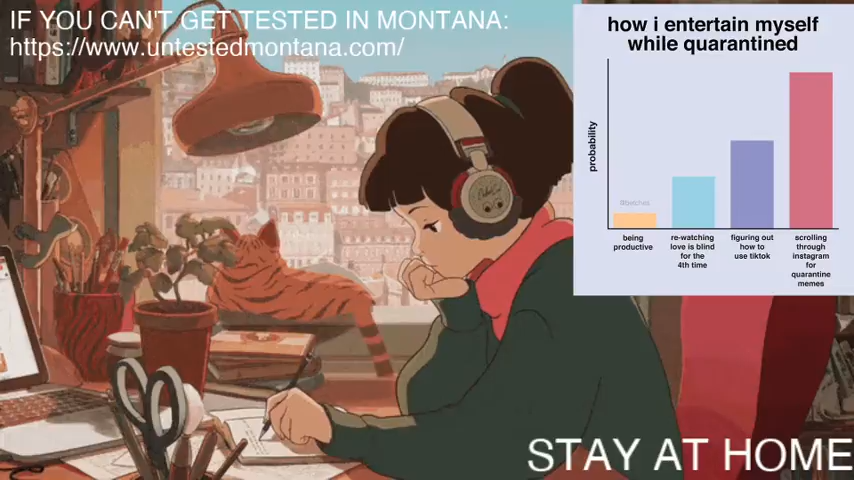 IF YOU CAN'T GET TESTED IN MONTANA:
https://www.untestedmontana.com/
how i entertain myself
while quarantined
probability
being
productive
re-watching
love is blind
for the
4th time
figuring out
how to
use tiktok
scrolling
through
instagram
for
quarantine
memes
STAY AT HOME